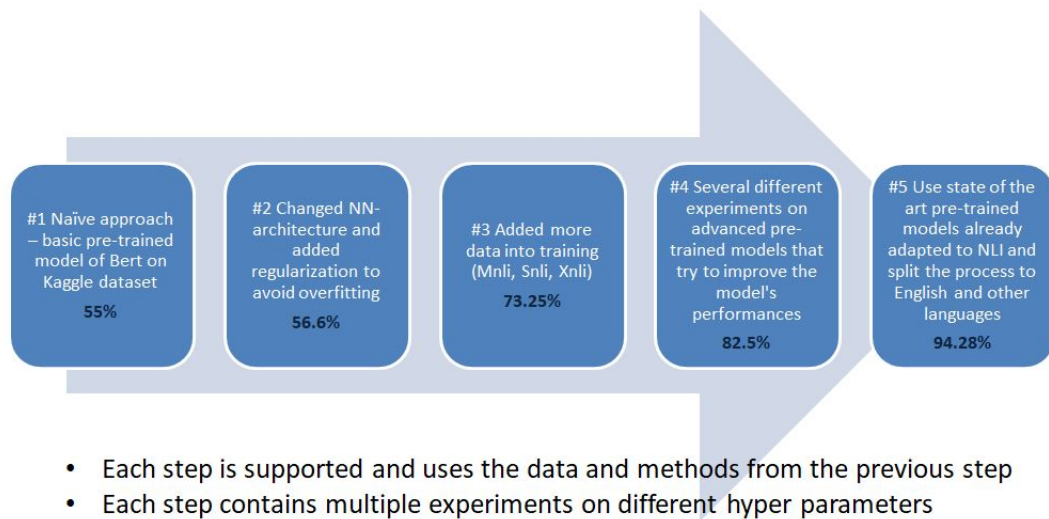 #1 Naïve approach
– basic pre-trained
model of Bert on
Kaggle dataset
55%
#2 Changed NN-
architecture and
added
regularization to
avoid overfitting
56.6%
#3 Added more
data into training
(Mnli, Snli, Xnli)
73.25%
#4 Several different
experiments on
advanced pre-
trained models that
try to improve the
model's
performances
82.5%
#5 Use state of the
art pre-trained
models already
adapted to NLI and
split the process to
English and other
languages
94.28%
• Each step is supported and uses the data and methods from the previous step
• Each step contains multiple experiments on different hyper parameters